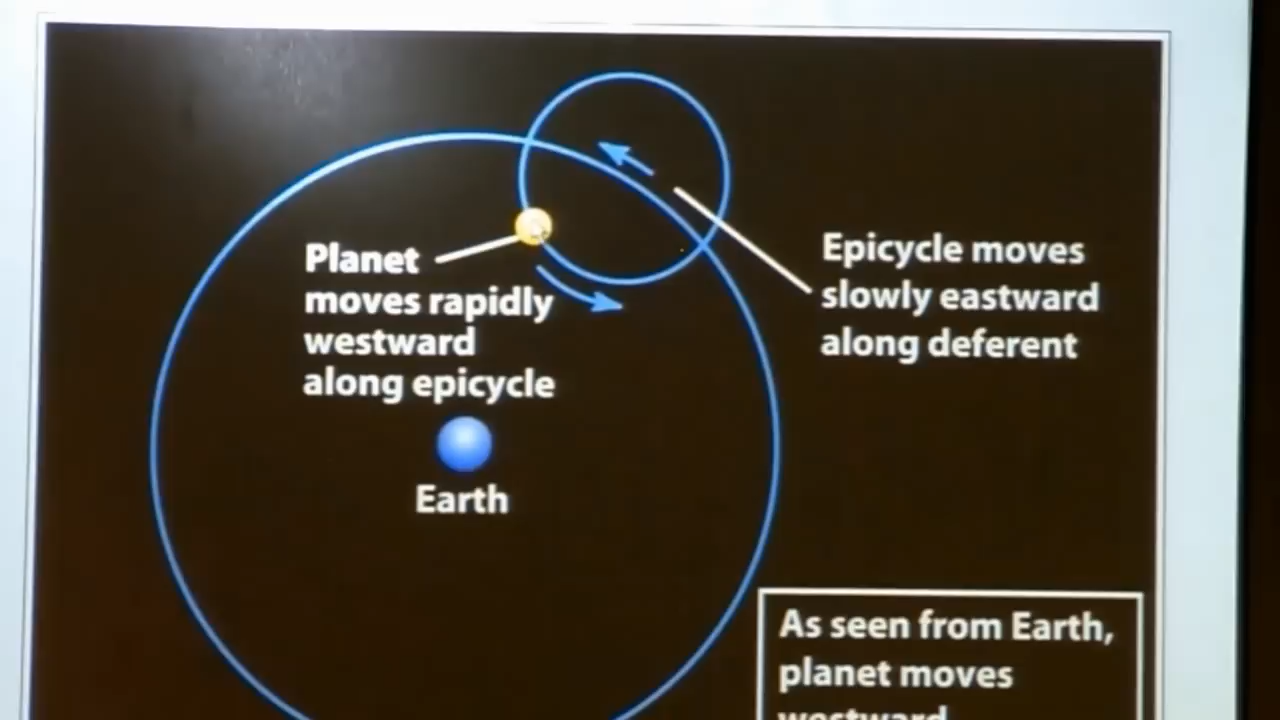 Planet
moves rapidly
westward
along epicycle
Epicycle moves
slowly eastward
along deferent
Earth
As seen from Earth,
planet moves
westward